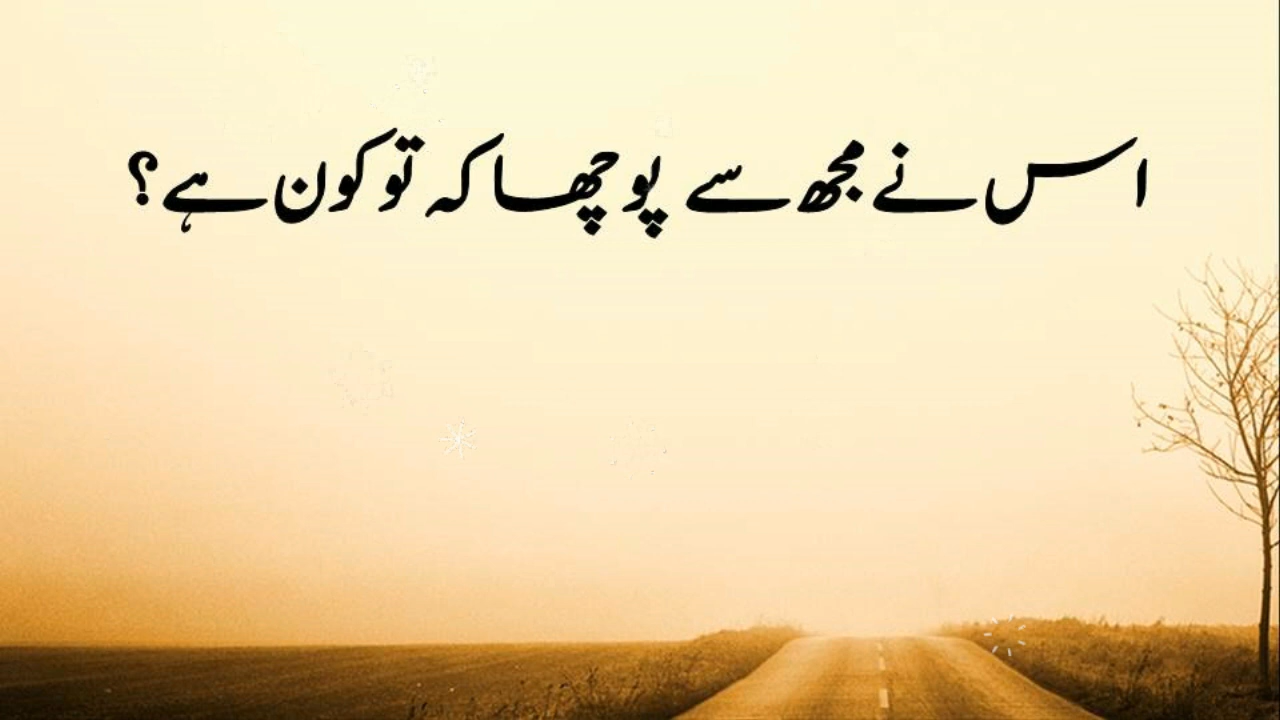 اس نے مجھ سے پوچھا کہ تو کون ہے؟